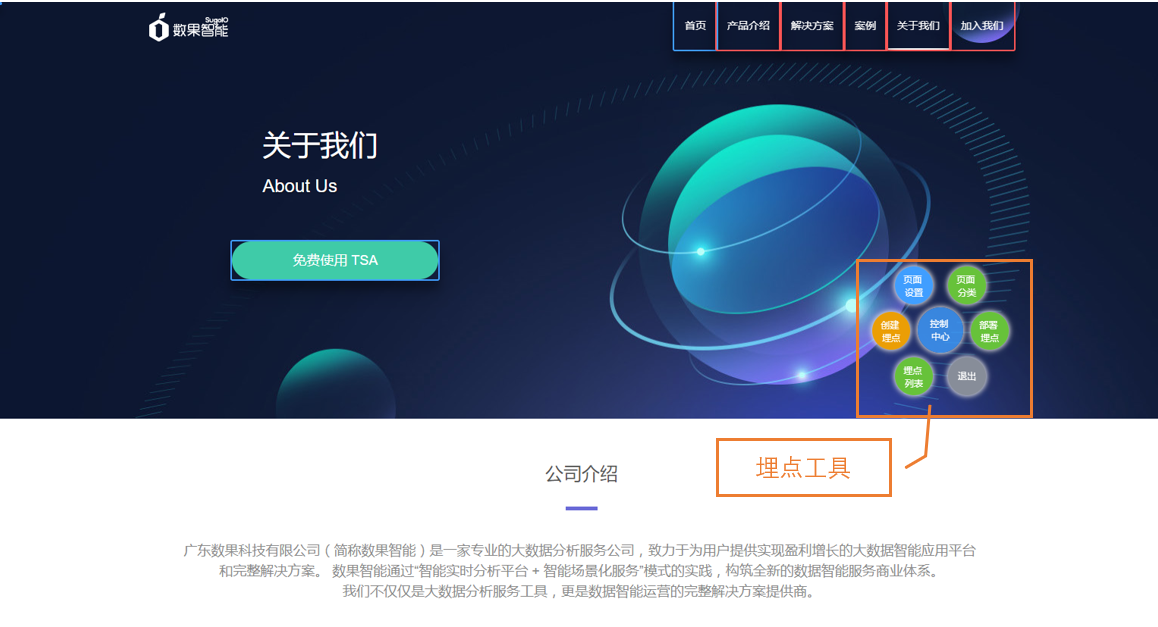 SugoIO
数果智能
首页 产品介绍 解决方案 案例 关于我们 加入我们
关于我们
About Us
免费使用 TSA
页面
设置
页面
分类
创建
埋点
控制
中心
部署
埋点
埋点
列表
退出
埋点工具
公司介绍
广东数果科技有限公司（简称数果智能）是一家专业的大数据分析服务公司，致力于为用户提供实现盈利增长的大数据智能应用平台
和完整解决方案。 数果智能通过“智能实时分析平台 + 智能场景化服务”模式的实践，构筑全新的数据智能服务商业体系。
我们不仅仅是大数据分析服务工具，更是数据智能运营的完整解决方案提供商。